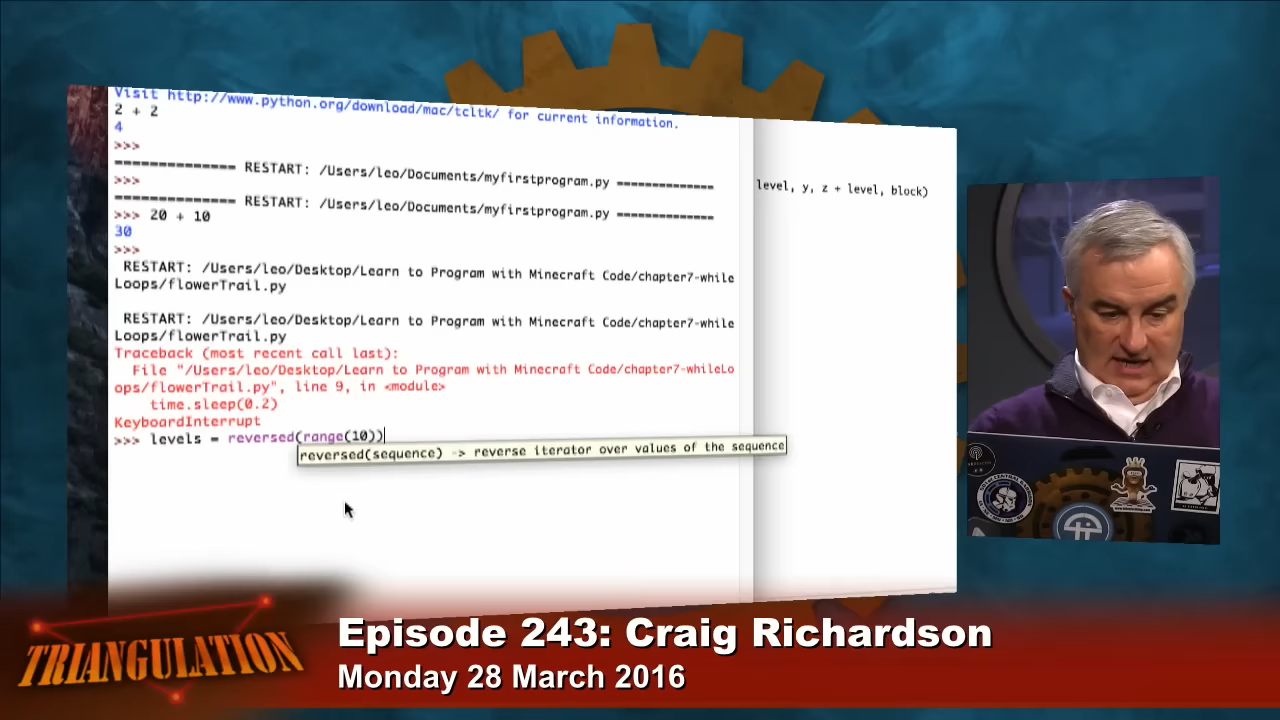 Visit http://www.python.org/download/mac/tcltk/ for current information.
2 + 2
4
>>>
============== RESTART: /Users/leo/Documents/myfirstprogram.py ==============
>>>
============== RESTART: /Users/leo/Documents/myfirstprogram.py ==============
>>> 20 + 10
30
>>>
RESTART: /Users/leo/Desktop/Learn to Program with Minecraft Code/chapter7-while
Loops/flowerTrail.py
RESTART: /Users/leo/Desktop/Learn to Program with Minecraft Code/chapter7-while
Loops/flowerTrail.py
Traceback (most recent call last):
File "/Users/leo/Desktop/Learn to Program with Minecraft Code/chapter7-whileLo
ops/flowerTrail.py", line 9, in <module>
time.sleep(0.2)
KeyboardInterrupt
>>> levels = reversed(range(10))
reversed(sequence) -> reverse iterator over values of the sequence
level, y, z + level, block)
TRIANGULATION
Episode 243: Craig Richardson
Monday 28 March 2016